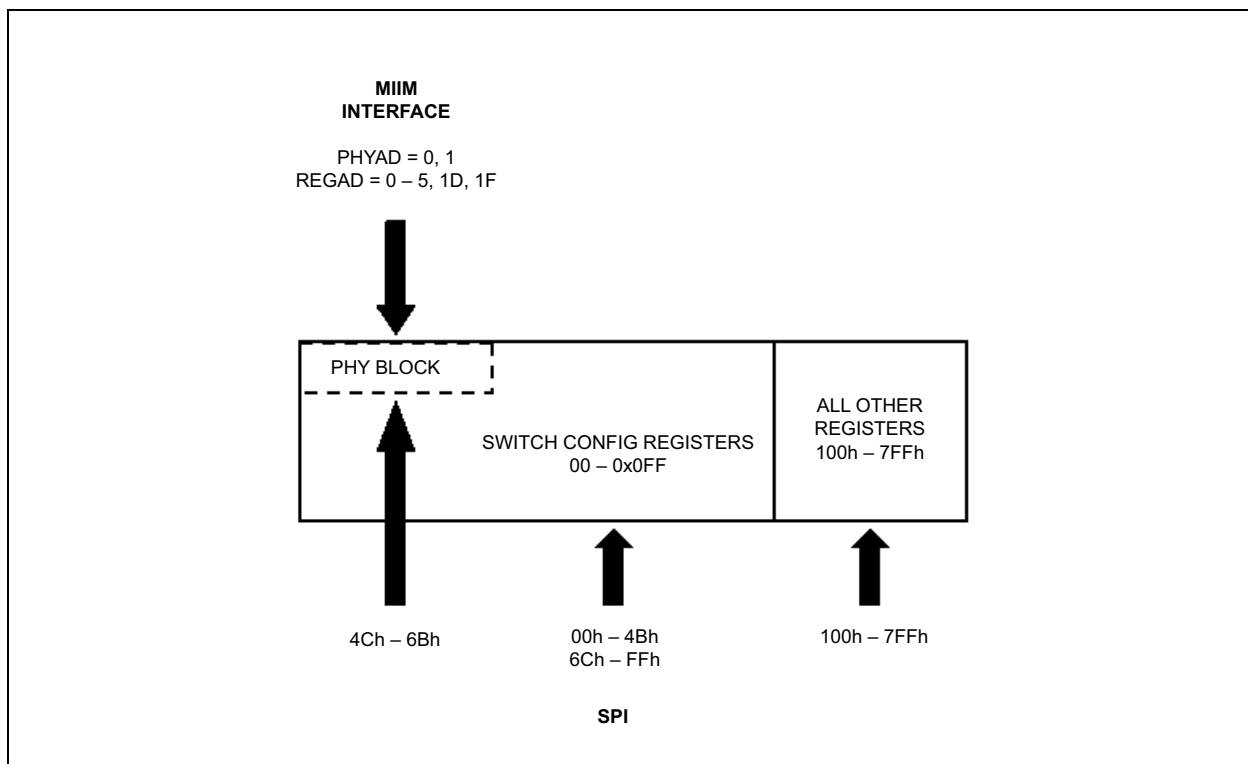 MIIM
INTERFACE
PHYAD = 0, 1
REGAD = 0 – 5, 1D, 1F
PHY BLOCK
SWITCH CONFIG REGISTERS
00 – 0x0FF
ALL OTHER
REGISTERS
100h – 7FFh
4Ch – 6Bh
00h – 4Bh
6Ch – FFh
100h – 7FFh
SPI